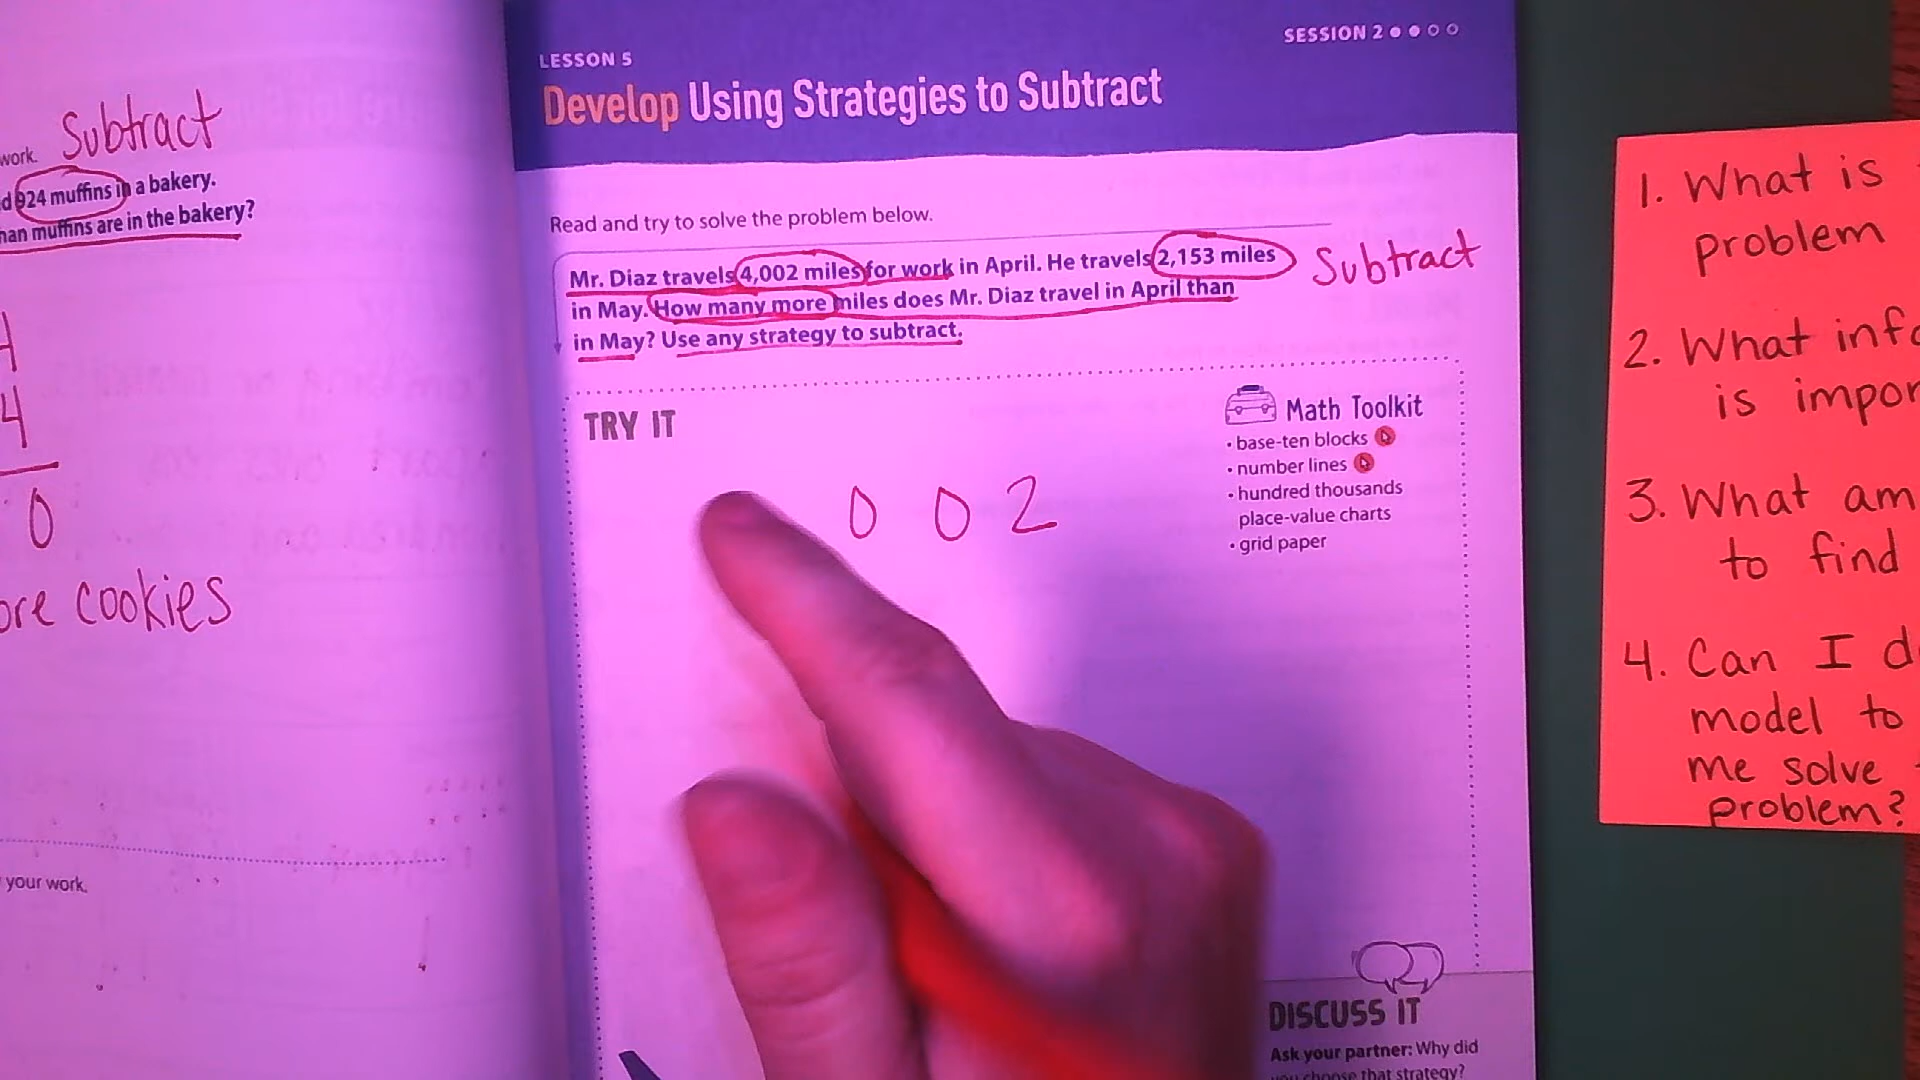 Subtract
work.
d 924 muffins in a bakery.
han muffins are in the bakery?
4
4
0
ore cookies
your work.
LESSON 5
SESSION 2
Develop Using Strategies to Subtract
Read and try to solve the problem below.
Mr. Diaz travels 4,002 miles for work in April. He travels 2,153 miles
in May. How many more miles does Mr. Diaz travel in April than
in May? Use any strategy to subtract.
Subtract
TRY IT
0 0 2
Math Toolkit
• base-ten blocks
• number lines
• hundred thousands
place-value charts
• grid paper
DISCUSS IT
Ask your partner: Why did
you choose that strategy?
1. What is
problem
2. What info
is impor
3. What am
to find
4. Can I d
model to
me solve
problem?